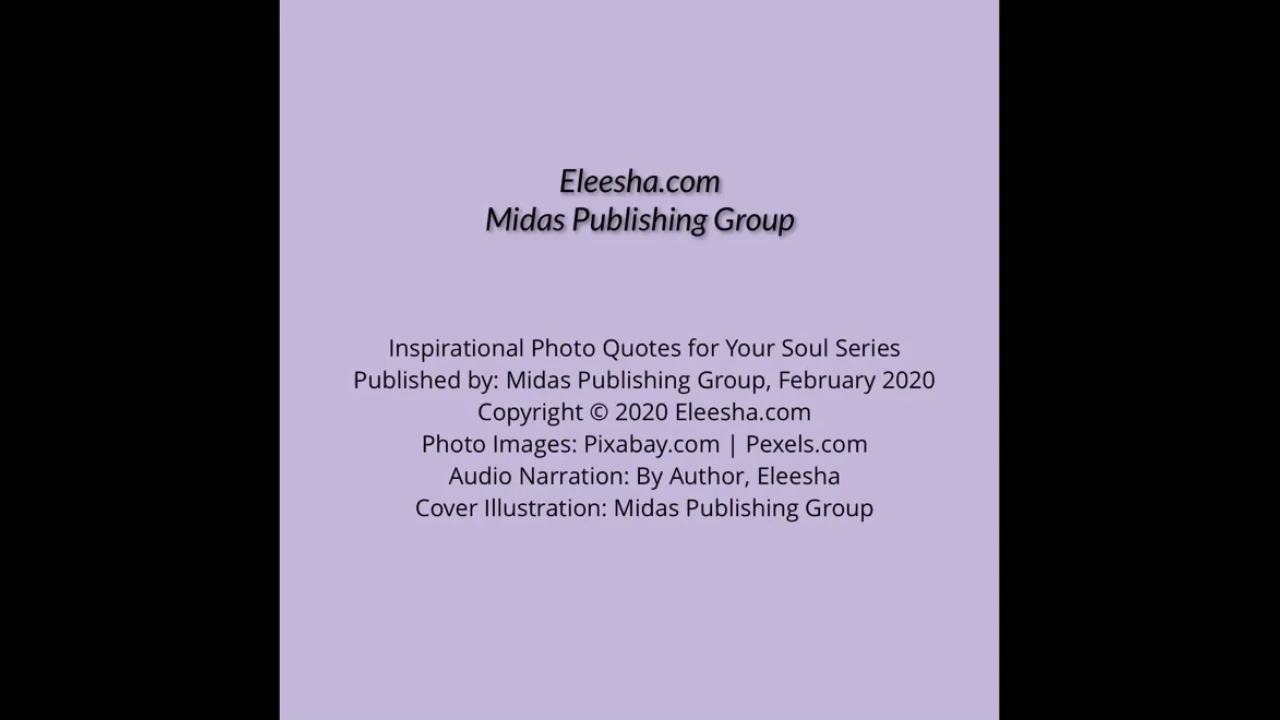 Eleesha.com
Midas Publishing Group
Inspirational Photo Quotes for Your Soul Series
Published by: Midas Publishing Group, February 2020
Copyright © 2020 Eleesha.com
Photo Images: Pixabay.com | Pexels.com
Audio Narration: By Author, Eleesha
Cover Illustration: Midas Publishing Group